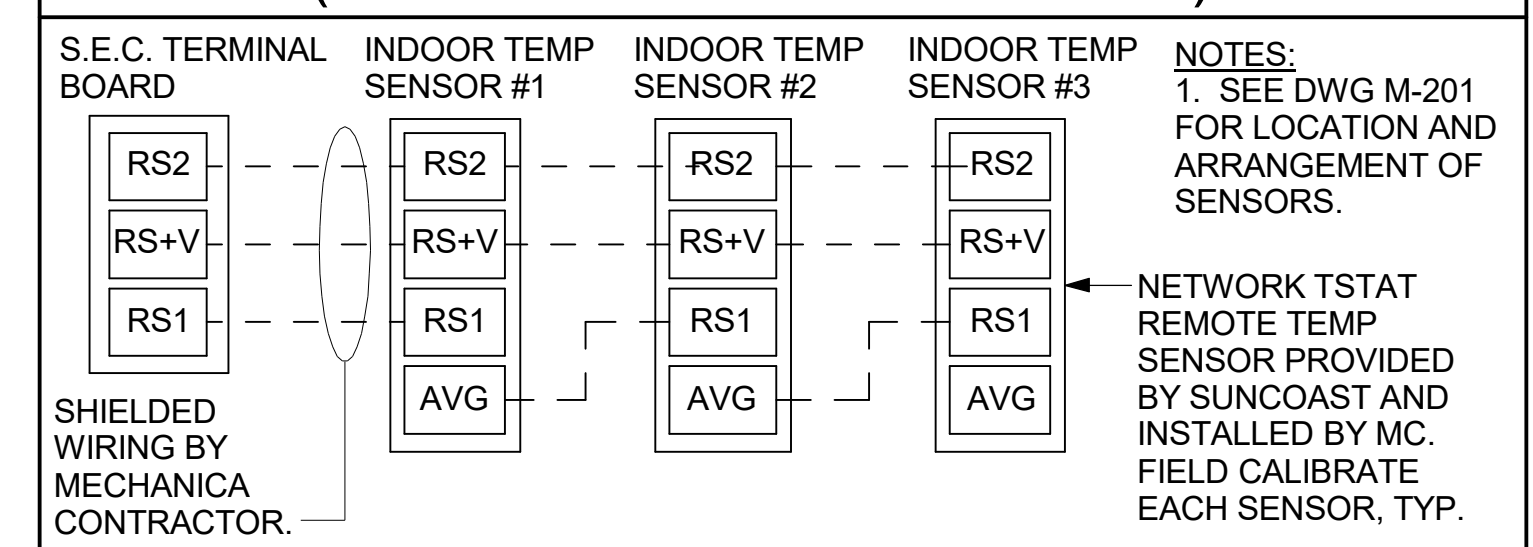 S.E.C. TERMINAL
BOARD
INDOOR TEMP
SENSOR #1
INDOOR TEMP
SENSOR #2
INDOOR TEMP
SENSOR #3
NOTES:
1. SEE DWG M-201
FOR LOCATION AND
ARRANGEMENT OF
SENSORS.
RS2
RS+V
RS1
RS2
RS+V
RS1
AVG
RS2
RS+V
RS1
AVG
RS2
RS+V
RS1
AVG
SHIELDED
WIRING BY
MECHANICA
CONTRACTOR.
NETWORK TSTAT
REMOTE TEMP
SENSOR PROVIDED
BY SUNCOAST AND
INSTALLED BY MC.
FIELD CALIBRATE
EACH SENSOR, TYP.